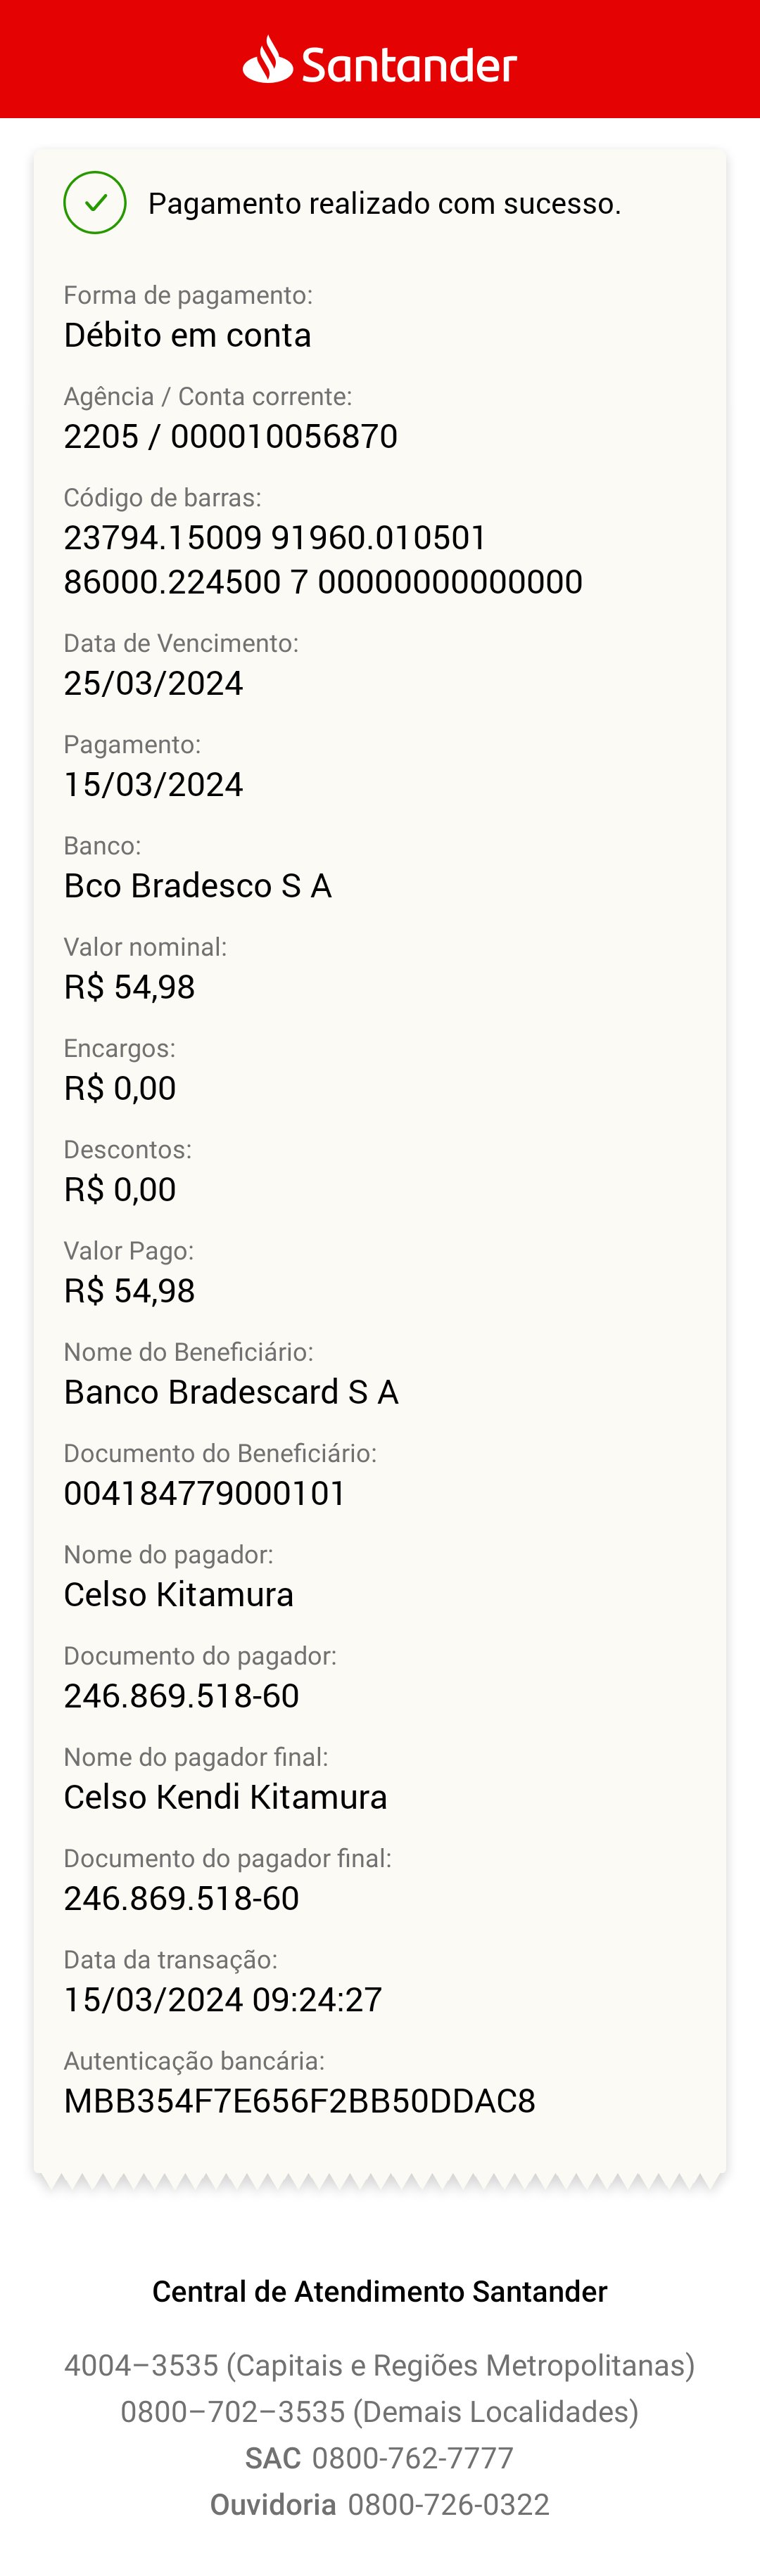 Santander
Pagamento realizado com sucesso.
Forma de pagamento:
Débito em conta
Agência / Conta corrente:
2205 / 000010056870
Código de barras:
23794.15009 91960.010501
86000.224500 7 00000000000000
Data de Vencimento:
25/03/2024
Pagamento:
15/03/2024
Banco:
Bco Bradesco S A
Valor nominal:
R$ 54,98
Encargos:
R$ 0,00
Descontos:
R$ 0,00
Valor Pago:
R$ 54,98
Nome do Beneficiário:
Banco Bradescard S A
Documento do Beneficiário:
004184779000101
Nome do pagador:
Celso Kitamura
Documento do pagador:
246.869.518-60
Nome do pagador final:
Celso Kendi Kitamura
Documento do pagador final:
246.869.518-60
Data da transação:
15/03/2024 09:24:27
Autenticação bancária:
MBB354F7E656F2BB50DDAC8
Central de Atendimento Santander
4004–3535 (Capitais e Regiões Metropolitanas)
0800–702–3535 (Demais Localidades)
SAC 0800-762-7777
Ouvidoria 0800-726-0322